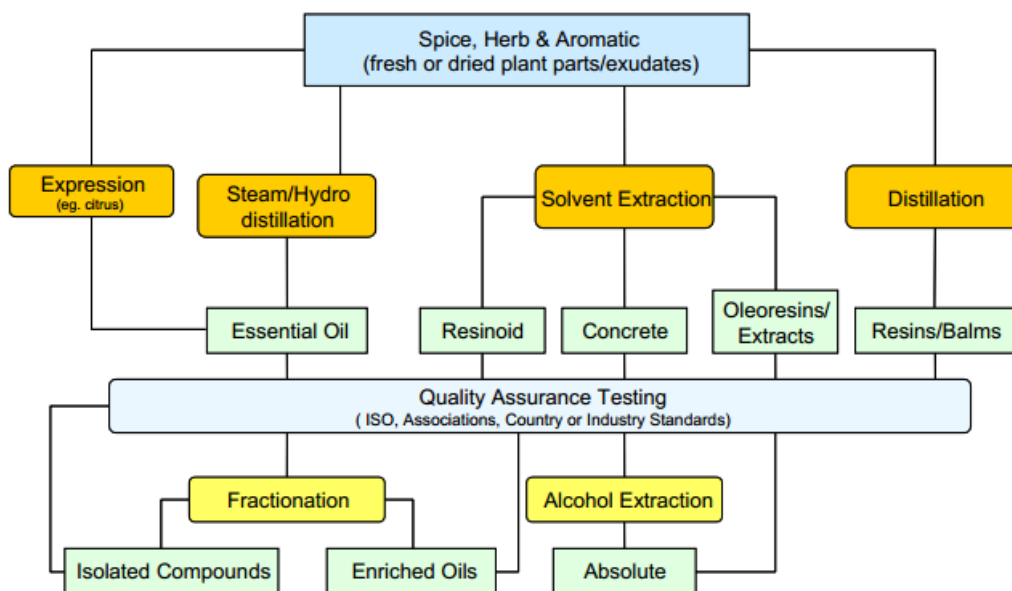 Spice, Herb & Aromatic
(fresh or dried plant parts/exudates)
Expression
(eg. citrus)
Steam/Hydro
distillation
Solvent Extraction
Distillation
Essential Oil
Resinoid
Concrete
Oleoresins/
Extracts
Resins/Balms
Quality Assurance Testing
( ISO, Associations, Country or Industry Standards)
Fractionation
Alcohol Extraction
Isolated Compounds
Enriched Oils
Absolute